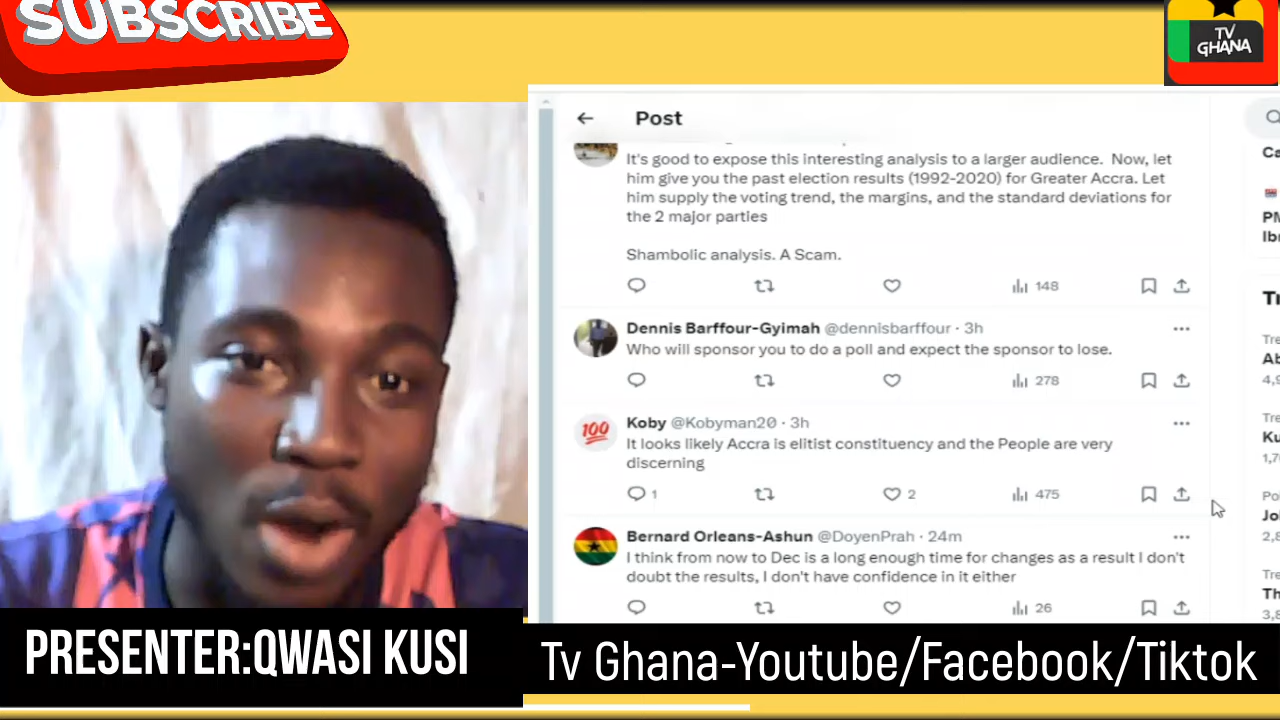 SUBSCRIBE
TV
GHANA
Post
It's good to expose this interesting analysis to a larger audience. Now, let
him give you the past election results (1992-2020) for Greater Accra. Let
him supply the voting trend, the margins, and the standard deviations for
the 2 major parties
Shambolic analysis. A Scam.
148
Dennis Barffour-Gyimah @dennisbarffour · 3h
Who will sponsor you to do a poll and expect the sponsor to lose.
278
100
Koby @Kobyman20 · 3h
It looks likely Accra is elitist constituency and the People are very
discerning
1 2 475
Bernard Orleans-Ashun @DoyenPrah · 24m
I think from now to Dec is a long enough time for changes as a result I don't
doubt the results, I don't have confidence in it either
26
PRESENTER:QWASI KUSI
Tv Ghana-Youtube/Facebook/Tiktok